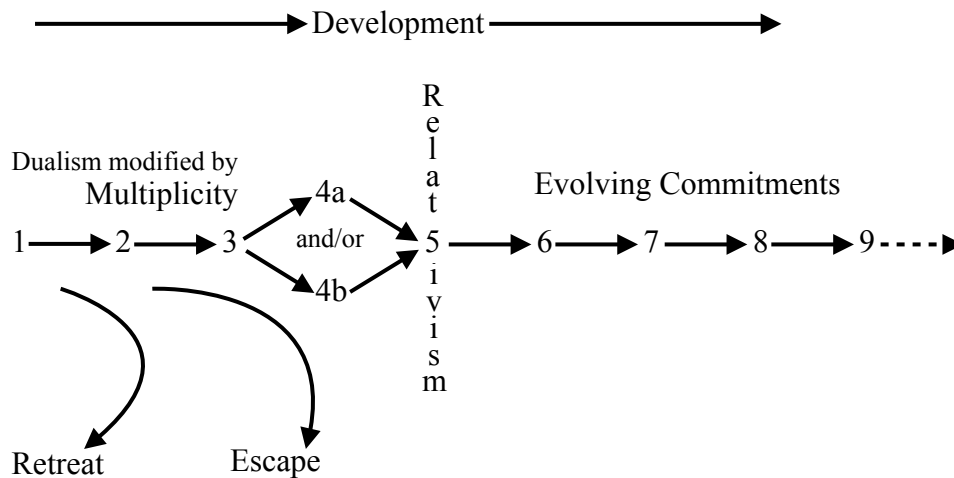 Development
Relativism
Dualism modified by
Multiplicity
Evolving Commitments
4a
1 2 3 and/or 5 6 7 8 9
4b
Retreat
Escape